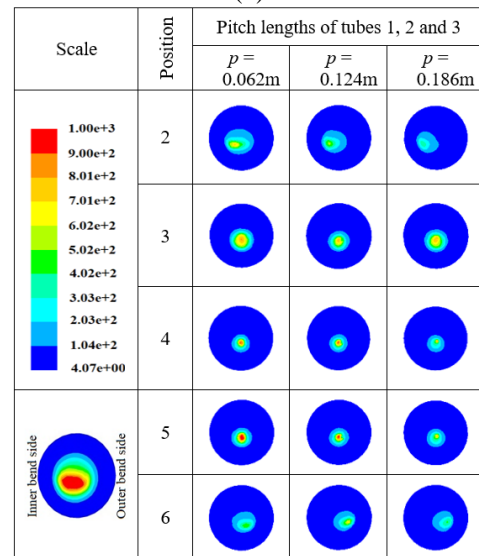 Scale
Position
Pitch lengths of tubes 1, 2 and 3
p =
0.062m
p =
0.124m
p =
0.186m
1.00e+3
9.00e+2
8.01e+2
7.01e+2
6.02e+2
5.02e+2
4.02e+2
3.03e+2
2.03e+2
1.04e+2
4.07e+00
2
3
4
Inner bend side
Outer bend side
5
6